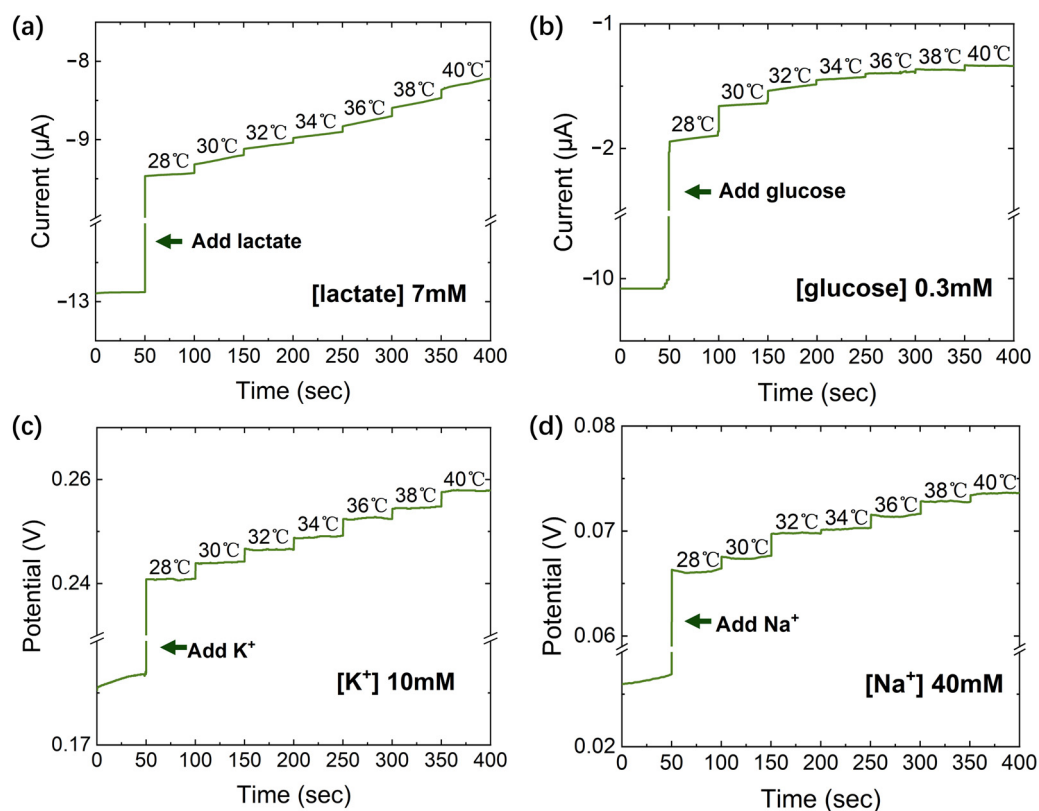 (a)
−8
−9
−13
Current (μA)
28℃
30℃
32℃
34℃
36℃
38℃
40℃
Add lactate
[lactate] 7mM
0 50 100 150 200 250 300 350 400
Time (sec)
(b)
−1
−2
−10
Current (μA)
28℃
30℃
32℃
34℃
36℃
38℃
40℃
Add glucose
[glucose] 0.3mM
0 50 100 150 200 250 300 350 400
Time (sec)
(c)
0.26
0.24
0.17
Potential (V)
28℃
30℃
32℃
34℃
36℃
38℃
40℃
Add K⁺
[K⁺] 10mM
0 50 100 150 200 250 300 350 400
Time (sec)
(d)
0.08
0.07
0.06
0.02
Potential (V)
28℃
30℃
32℃
34℃
36℃
38℃
40℃
Add Na⁺
[Na⁺] 40mM
0 50 100 150 200 250 300 350 400
Time (sec)